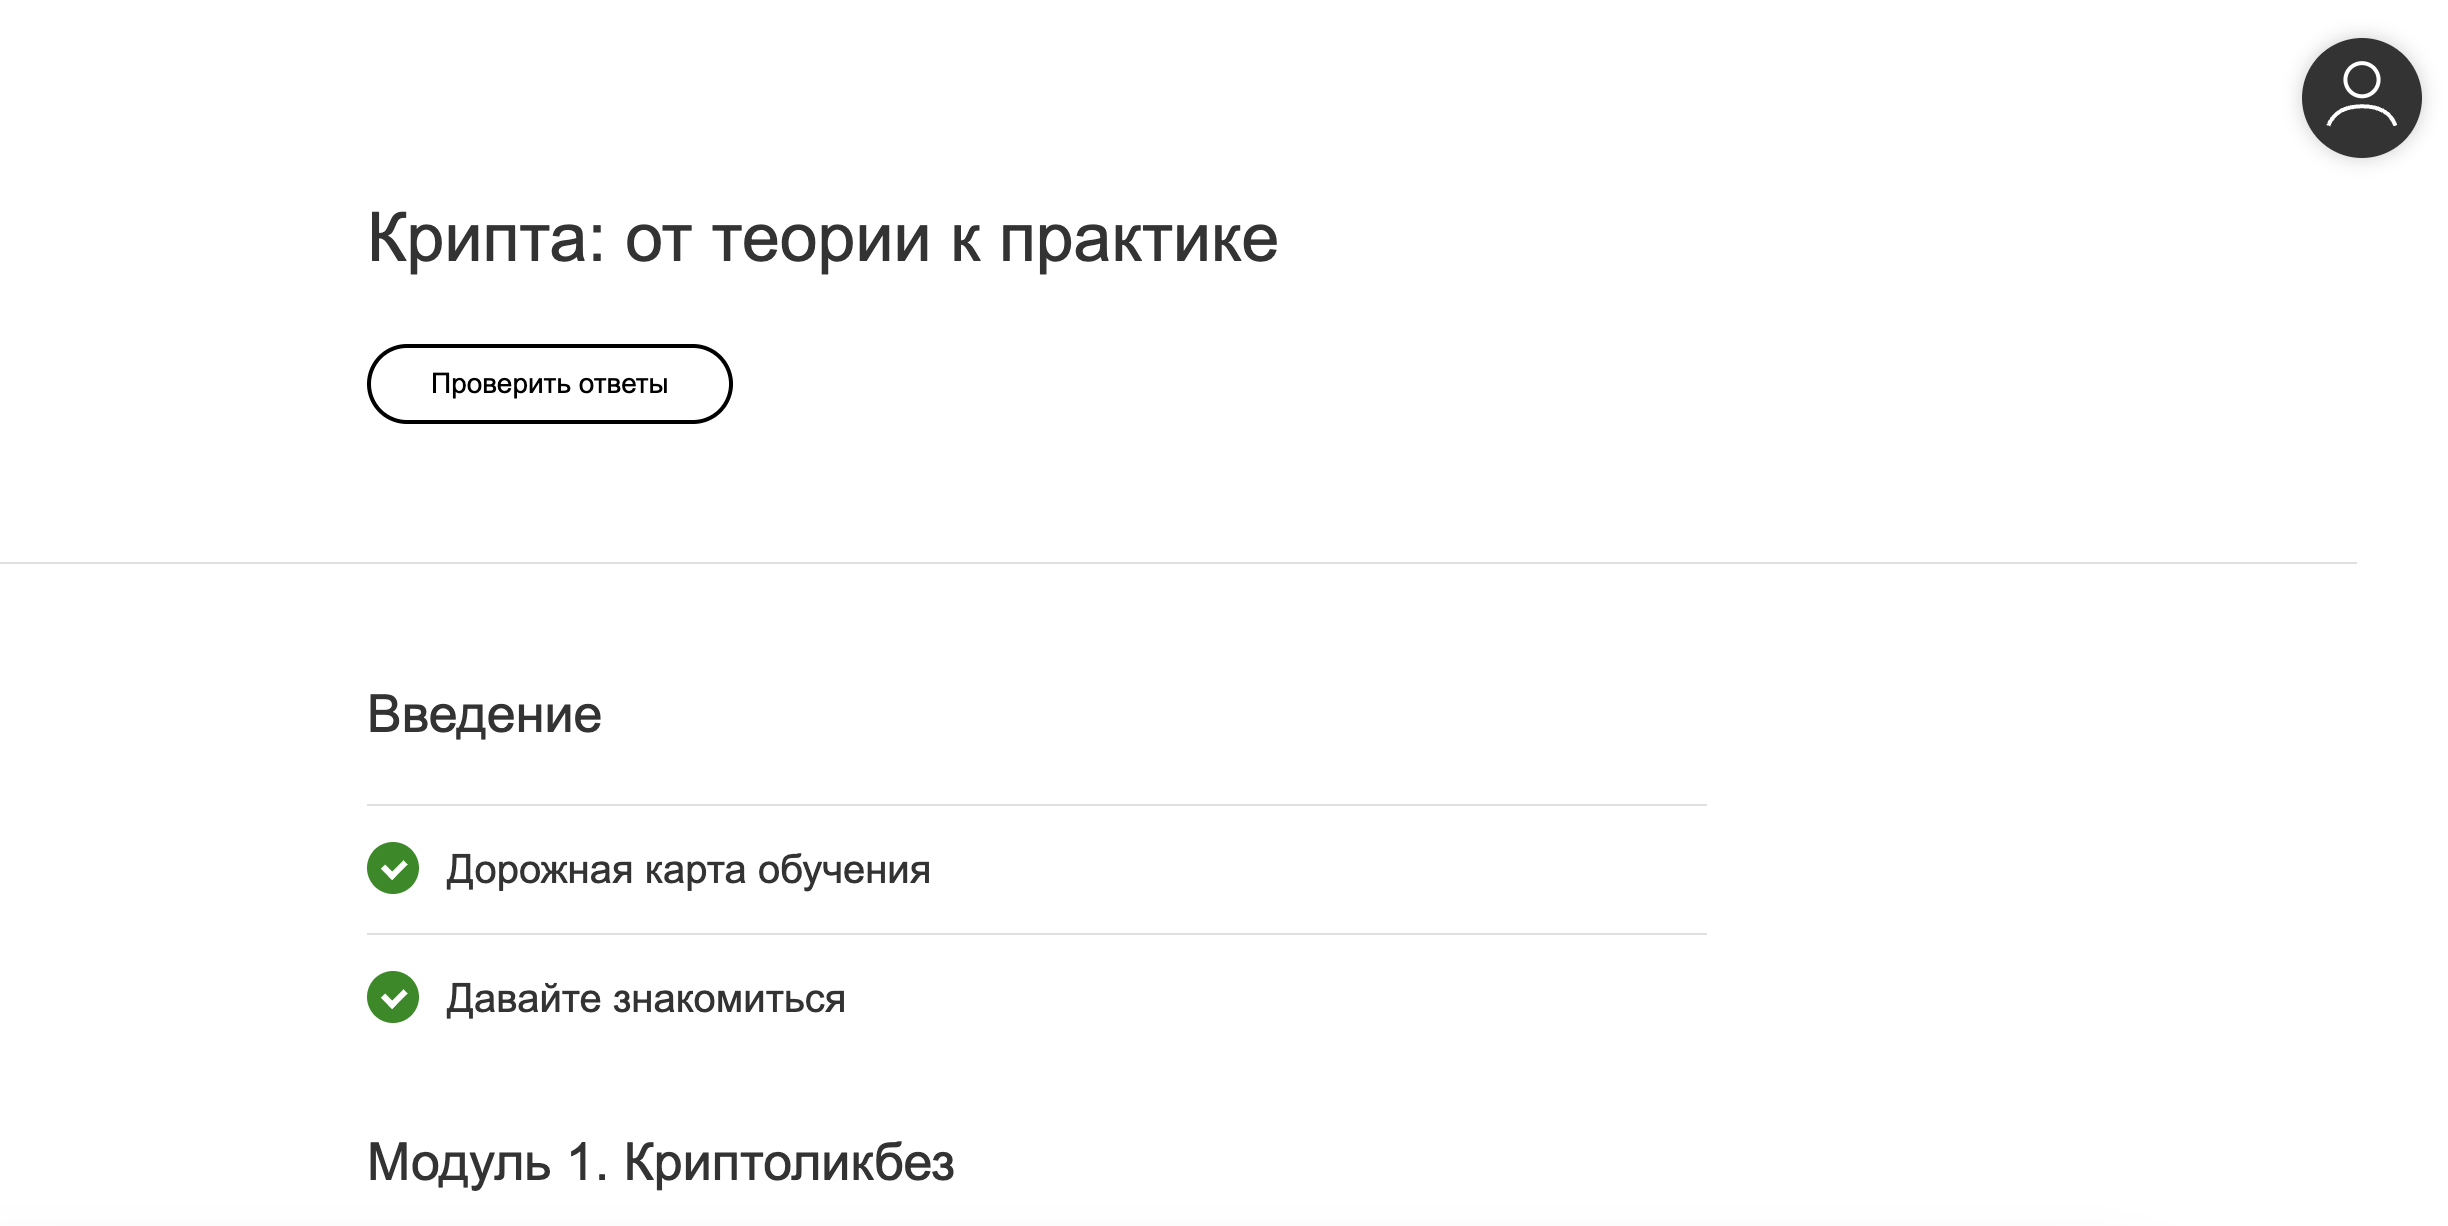 Крипта: от теории к практике
Проверить ответы
Введение
Дорожная карта обучения
Давайте знакомиться
Модуль 1. Криптоликбез